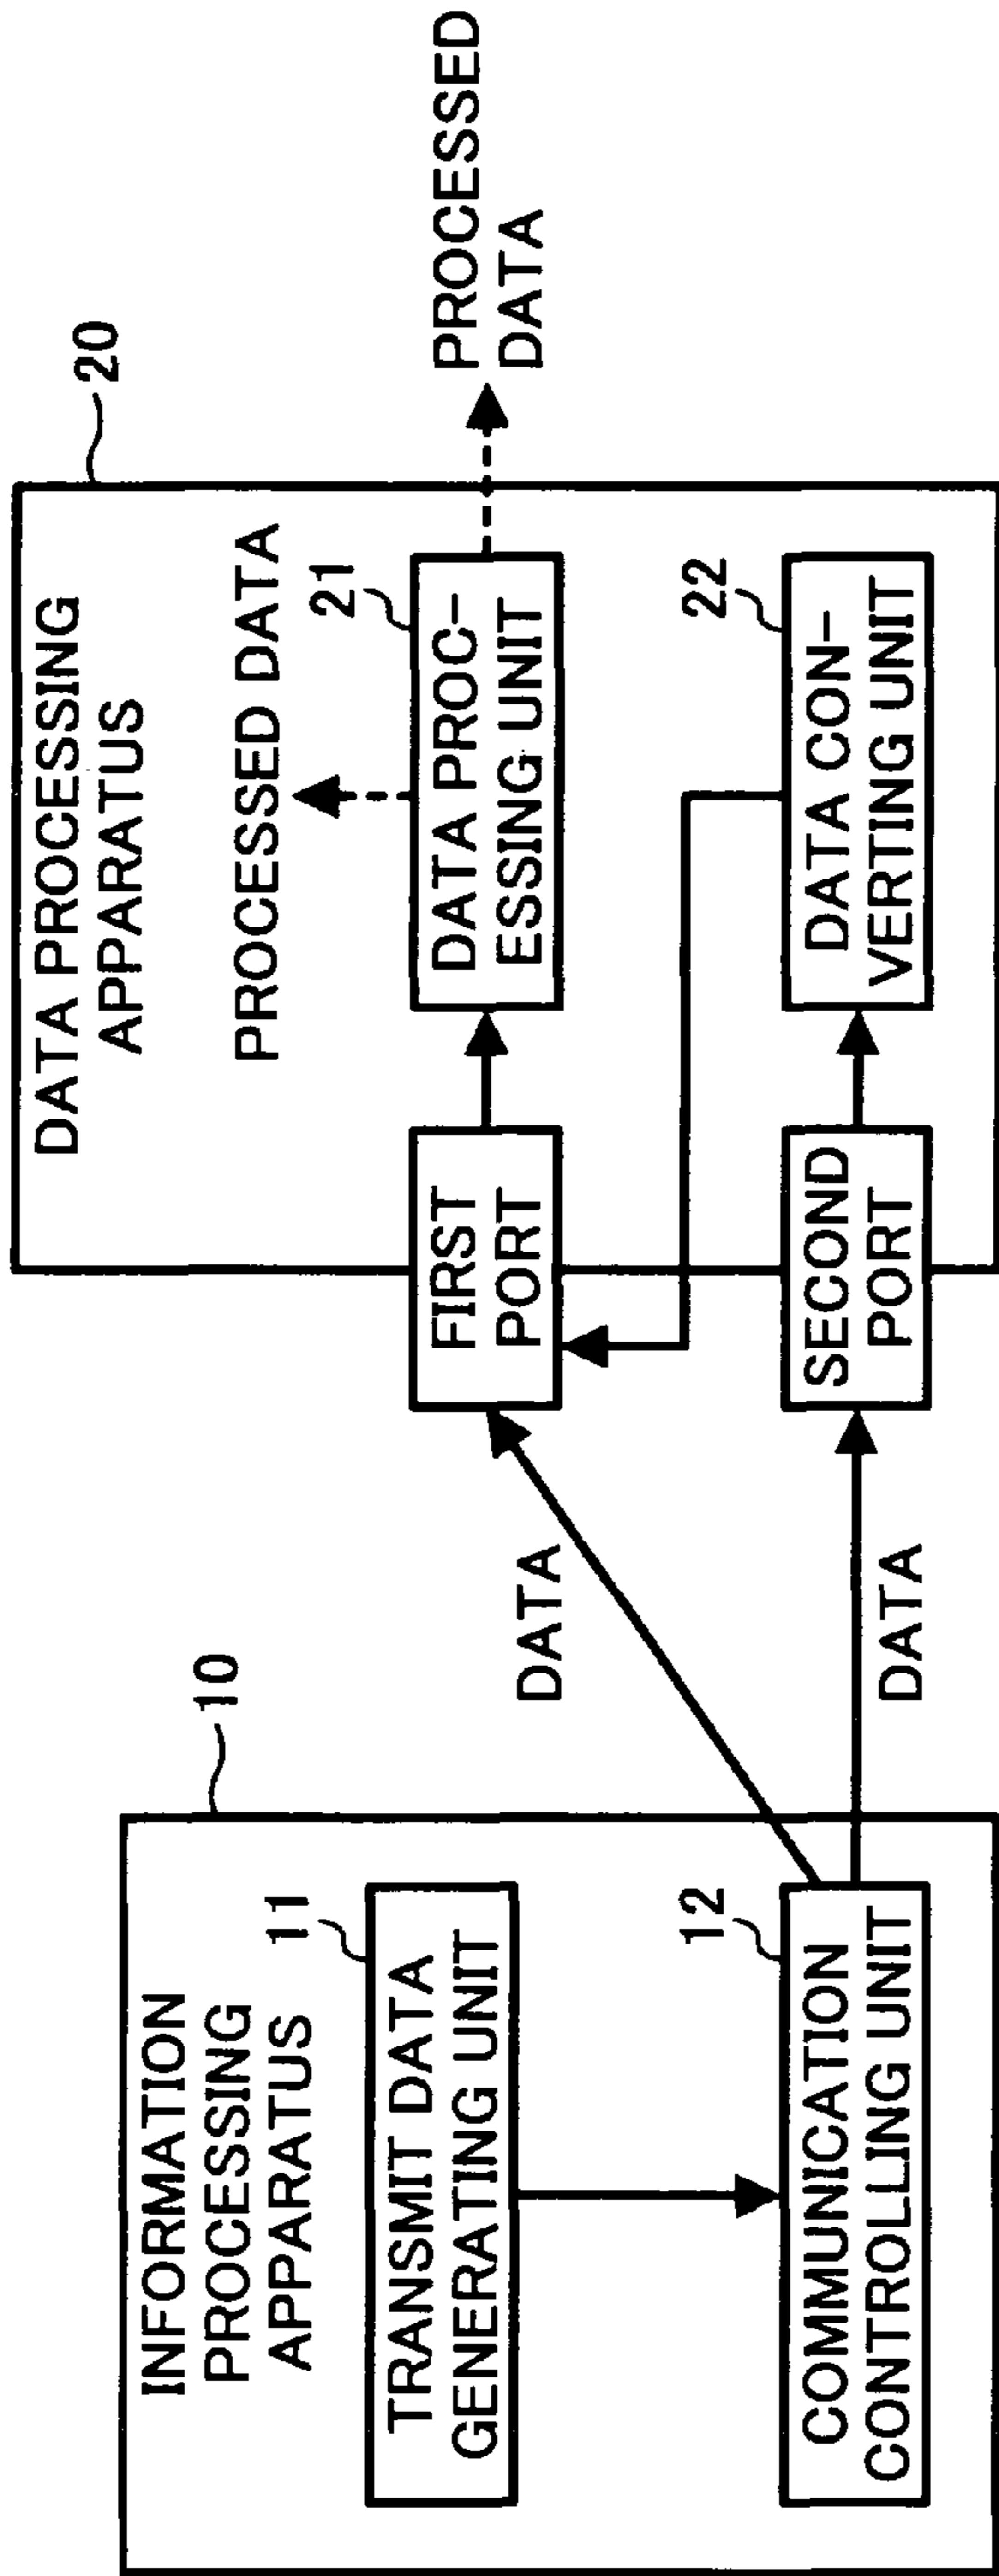 INFORMATION
PROCESSING
APPARATUS
10
11
TRANSMIT DATA
GENERATING UNIT
12
COMMUNICATION
CONTROLLING UNIT
DATA
DATA
DATA PROCESSING
APPARATUS
20
PROCESSED DATA
FIRST
PORT
21
DATA PROC-
ESSING UNIT
PROCESSED
DATA
SECOND
PORT
22
DATA CON-
VERTING UNIT